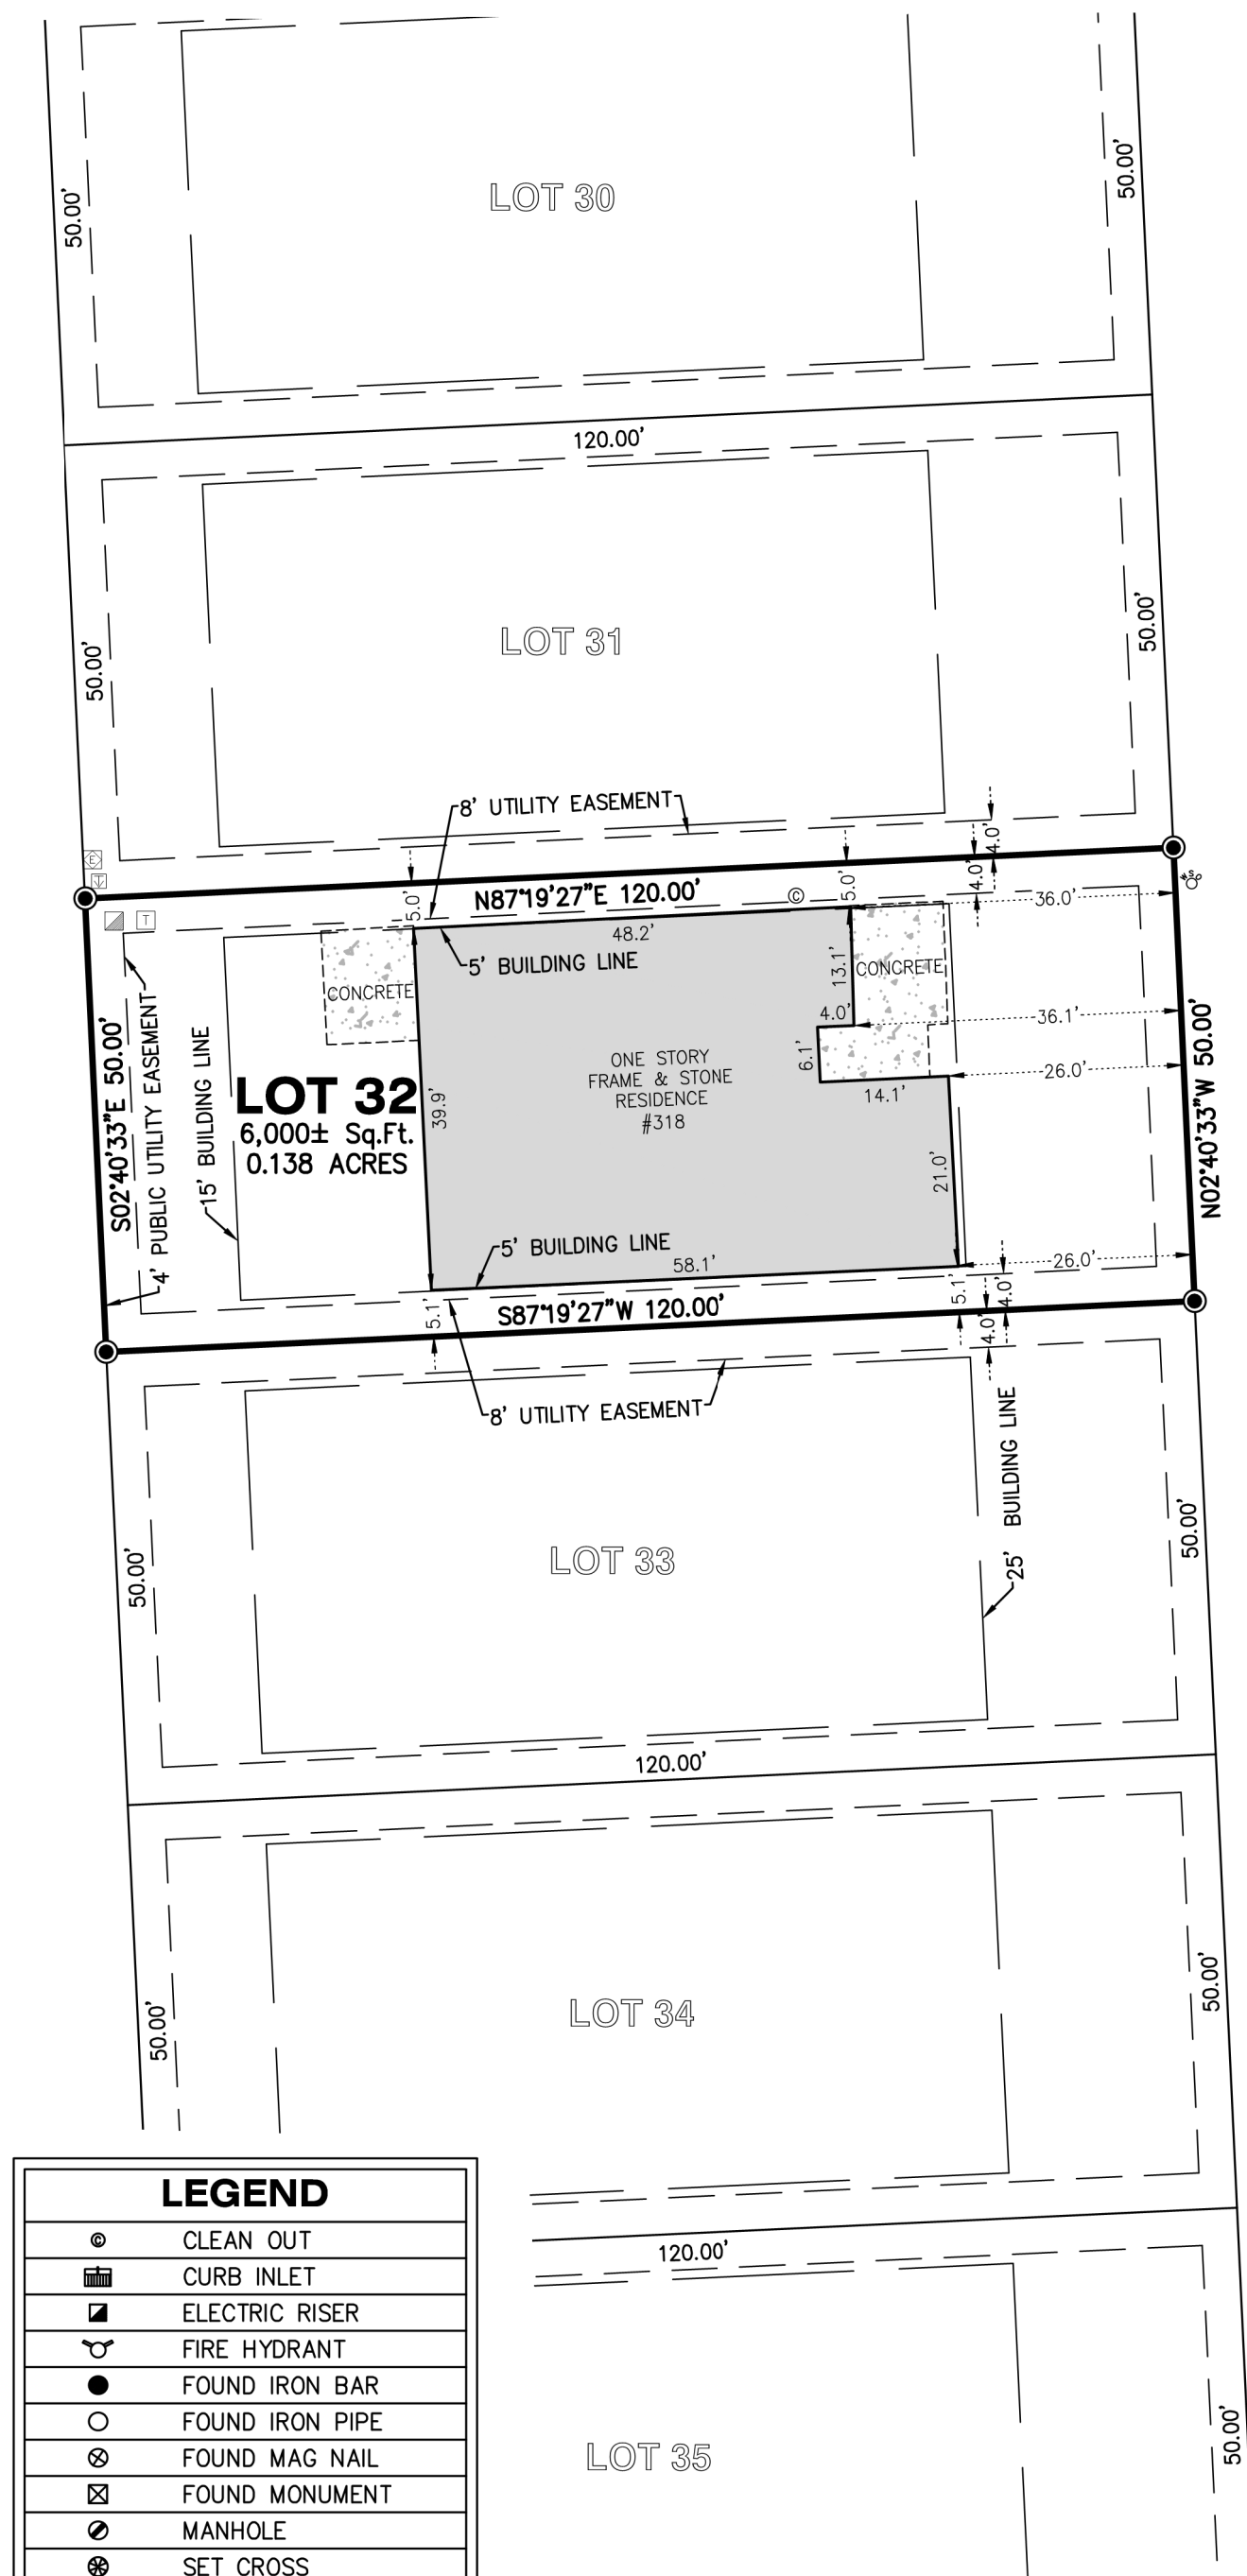 50.00'
LOT 30
50.00'
120.00'
50.00'
LOT 31
50.00'
8' UTILITY EASEMENT
E
T
N87°19'27"E 120.00'
C
5.0'
5.0'
4.0'
4.0'
36.0'
W
S
48.2'
5' BUILDING LINE
CONCRETE
13.1'
CONCRETE
4.0'
36.1'
6.1'
ONE STORY
FRAME & STONE
RESIDENCE
#318
26.0'
14.1'
S02°40'33"E 50.00'
4' PUBLIC UTILITY EASEMENT
15' BUILDING LINE
LOT 32
6,000± Sq.Ft.
0.138 ACRES
39.9'
21.0'
N02°40'33"W 50.00'
5' BUILDING LINE
58.1'
26.0'
5.1'
S87°19'27"W 120.00'
5.1'
4.0'
4.0'
8' UTILITY EASEMENT
25' BUILDING LINE
50.00'
LOT 33
50.00'
120.00'
50.00'
LOT 34
50.00'
120.00'
LOT 35
50.00'
LEGEND
C CLEAN OUT
CURB INLET
ELECTRIC RISER
FIRE HYDRANT
FOUND IRON BAR
FOUND IRON PIPE
FOUND MAG NAIL
FOUND MONUMENT
MANHOLE
SET CROSS